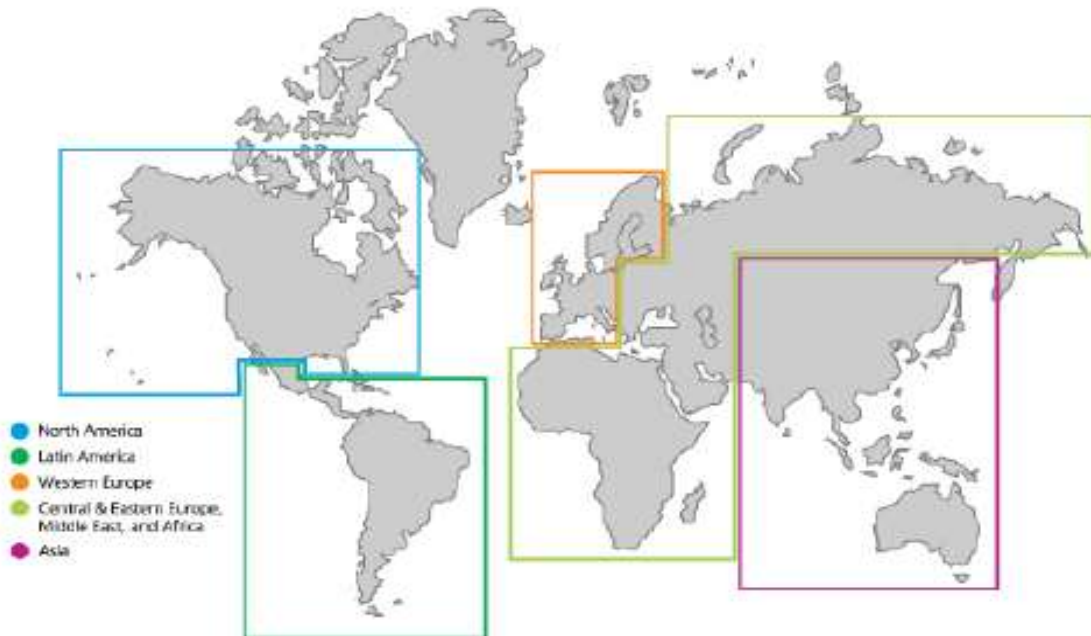 North America
Latin America
Western Europe
Central & Eastern Europe,
Middle East, and Africa
Asia